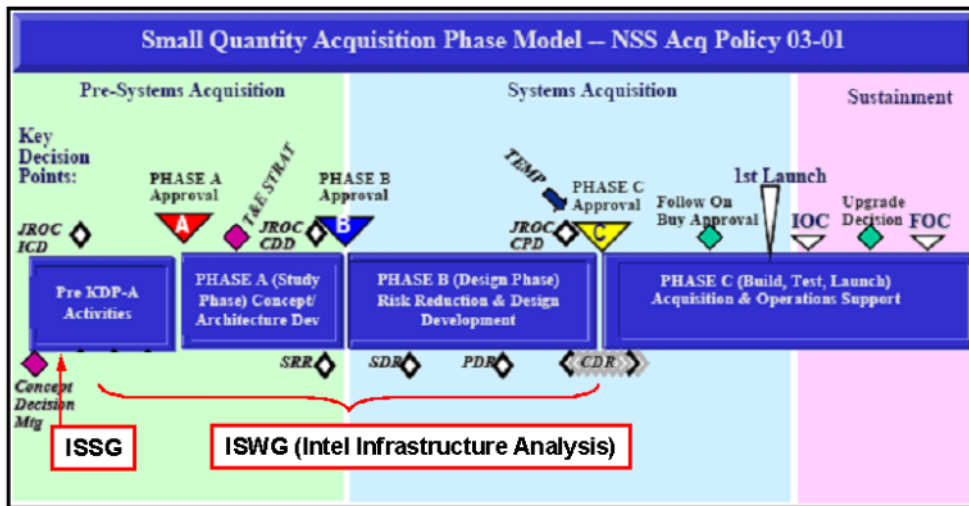 Small Quantity Acquisition Phase Model -- NSS Acq Policy 03-01
Pre-Systems Acquisition
Systems Acquisition
Sustainment
Key
Decision
Points:
PHASE A
Approval
T&E STRAT
PHASE B
Approval
TEMP
PHASE C
Approval
Follow On
Buy Approval
1st Launch
IOC
Upgrade
Decision
FOC
JROC
ICD
A
JROC
CDD
B
JROC
CPD
C
Pre KDP-A
Activities
PHASE A (Study
Phase) Concept/
Architecture Dev
PHASE B (Design Phase)
Risk Reduction & Design
Development
PHASE C (Build, Test, Launch)
Acquisition & Operations Support
SRR
SDR
PDR
CDR
Concept
Decision
Mtg
ISSG
ISWG (Intel Infrastructure Analysis)